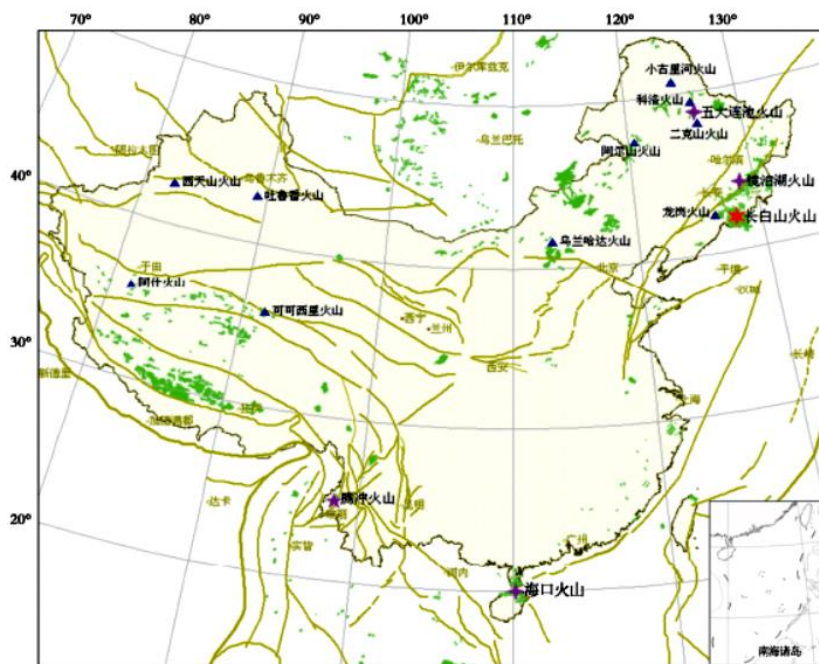 70°
80°
90°
100°
110°
120°
130°
伊尔库兹克
小古里河火山
科洛火山
五大连池火山
乌兰巴托
二克山火山
阿尔山火山
哈尔滨
阿拉木图
乌鲁木齐
镜泊湖火山
40°
西天山火山
吐鲁番火山
长春
龙岗火山
长白山火山
乌兰哈达火山
北京
平壤
于田
汉城
阿什火山
可可西里火山
西宁
兰州
30°
长崎
西安
新德里
上海
拉萨
加德满都
腾冲火山
达卡
昆明
20°
广州
河内
海口火山
南海诸岛